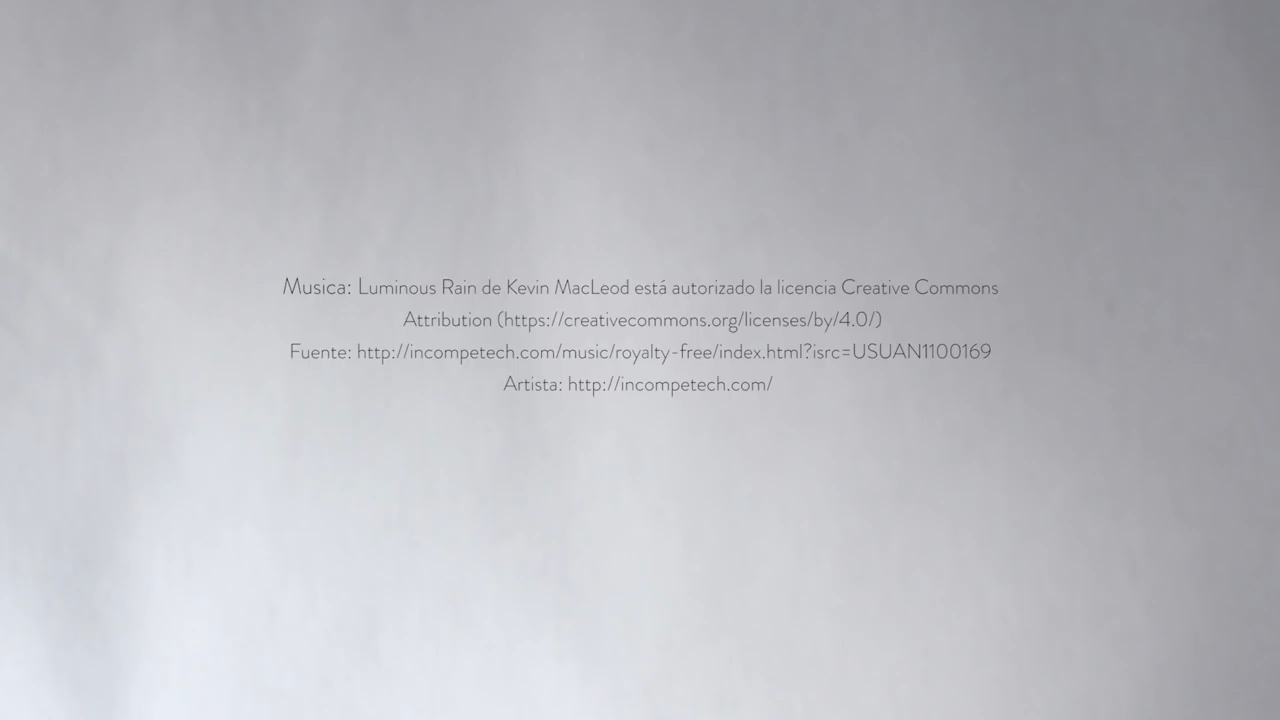 Musica: Luminous Rain de Kevin MacLeod está autorizado la licencia Creative Commons
Attribution (https://creativecommons.org/licenses/by/4.0/)
Fuente: http://incompetech.com/music/royalty-free/index.html?isrc=USUAN1100169
Artista: http://incompetech.com/